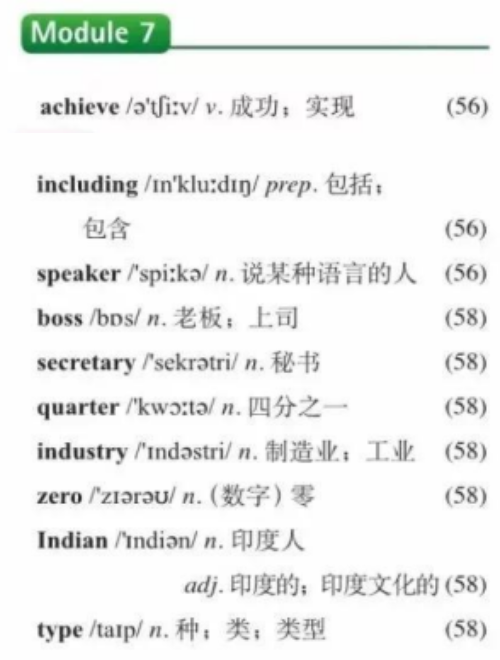 Module 7
achieve /ə'tʃiːv/ v. 成功；实现 (56)
including /ɪn'kluːdɪŋ/ prep. 包括；
包含 (56)
speaker /'spiːkə/ n. 说某种语言的人 (56)
boss /bɒs/ n. 老板；上司 (58)
secretary /'sekrətri/ n. 秘书 (58)
quarter /'kwɔːtə/ n. 四分之一 (58)
industry /'ɪndəstri/ n. 制造业；工业 (58)
zero /'zɪərəʊ/ n. (数字) 零 (58)
Indian /'ɪndiən/ n. 印度人
adj. 印度的；印度文化的 (58)
type /taɪp/ n. 种；类；类型 (58)